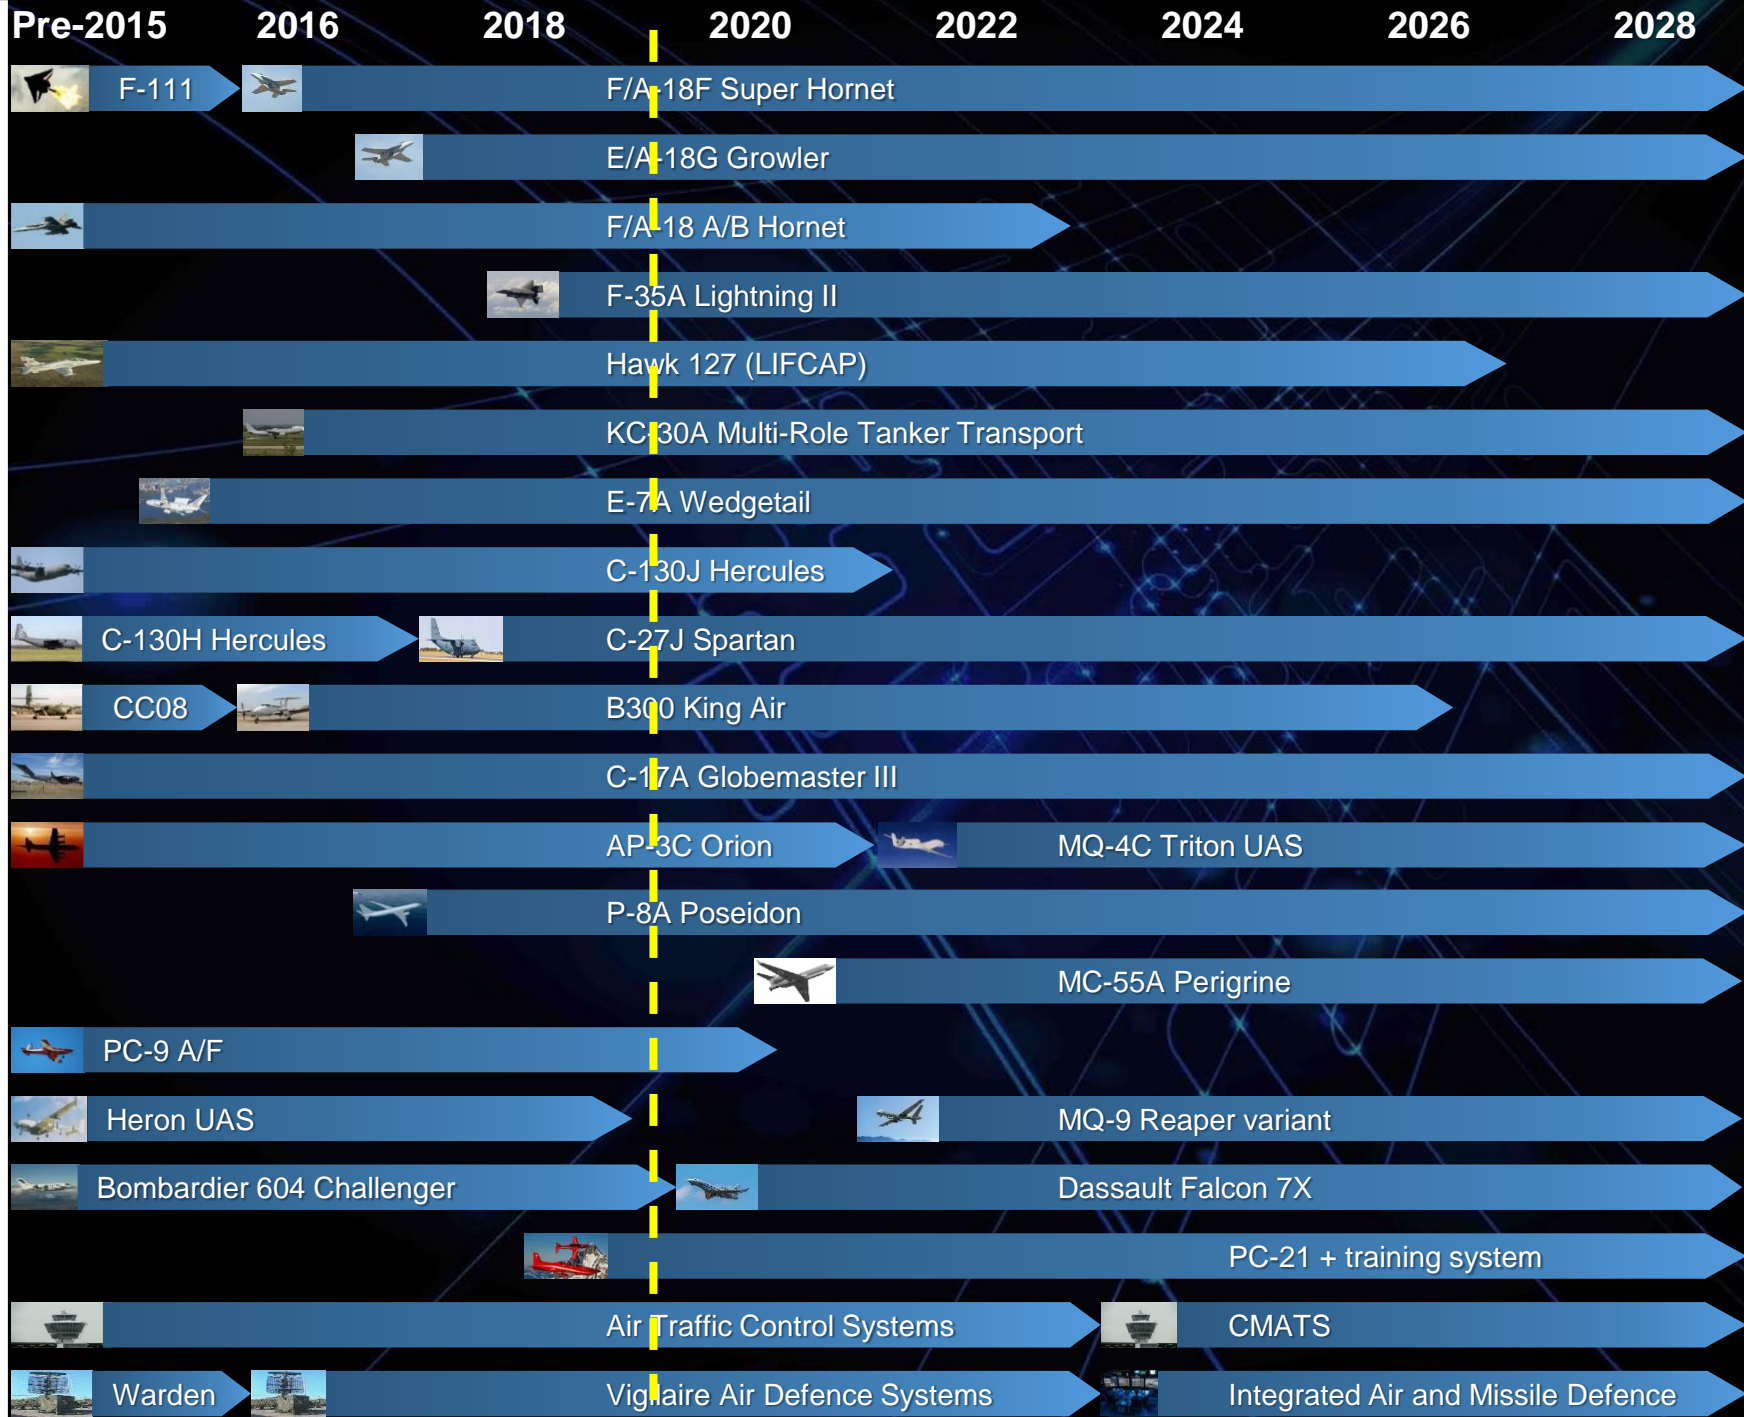 Pre-2015 2016 2018 2020 2022 2024 2026 2028
F-111 F/A-18F Super Hornet
E/A-18G Growler
F/A-18 A/B Hornet
F-35A Lightning II
Hawk 127 (LIFCAP)
KC-30A Multi-Role Tanker Transport
E-7A Wedgetail
C-130J Hercules
C-130H Hercules C-27J Spartan
CC08 B300 King Air
C-17A Globemaster III
AP-3C Orion MQ-4C Triton UAS
P-8A Poseidon
MC-55A Perigrine
PC-9 A/F
Heron UAS MQ-9 Reaper variant
Bombardier 604 Challenger Dassault Falcon 7X
PC-21 + training system
Air Traffic Control Systems CMATS
Warden Vigilaire Air Defence Systems Integrated Air and Missile Defence